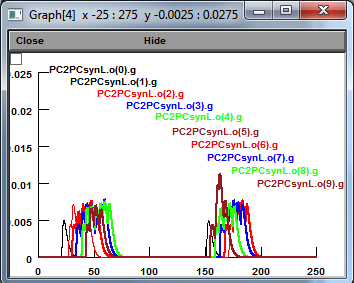 Graph[4] x -25 : 275 y -0.0025 : 0.0275
Close Hide
0.025
PC2PCsynL.o(0).g
PC2PCsynL.o(1).g
PC2PCsynL.o(2).g
0.02
PC2PCsynL.o(3).g
PC2PCsynL.o(4).g
0.015
PC2PCsynL.o(5).g
PC2PCsynL.o(6).g
PC2PCsynL.o(7).g
0.01
PC2PCsynL.o(8).g
PC2PCsynL.o(9).g
0.005
0
0 50 100 150 200 250